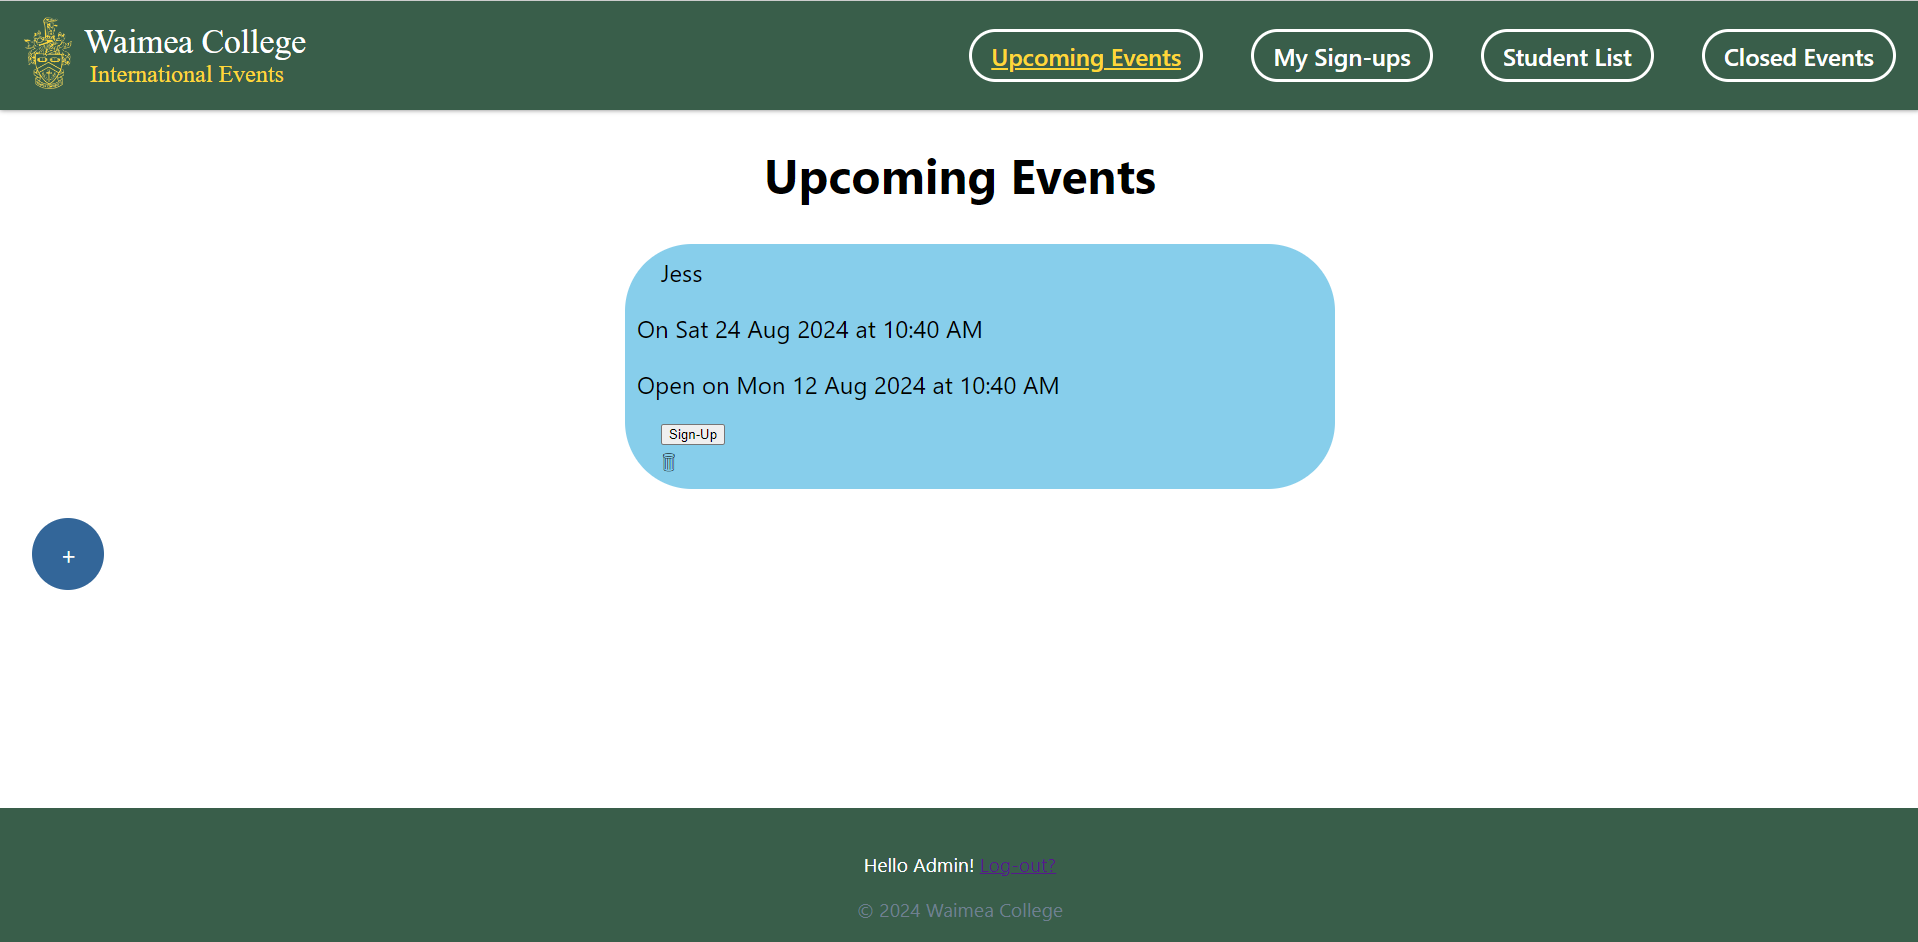 Waimea College
International Events
Upcoming Events
My Sign-ups
Student List
Closed Events
Upcoming Events
Jess
On Sat 24 Aug 2024 at 10:40 AM
Open on Mon 12 Aug 2024 at 10:40 AM
Sign-Up
+
Hello Admin! Log-out?
© 2024 Waimea College